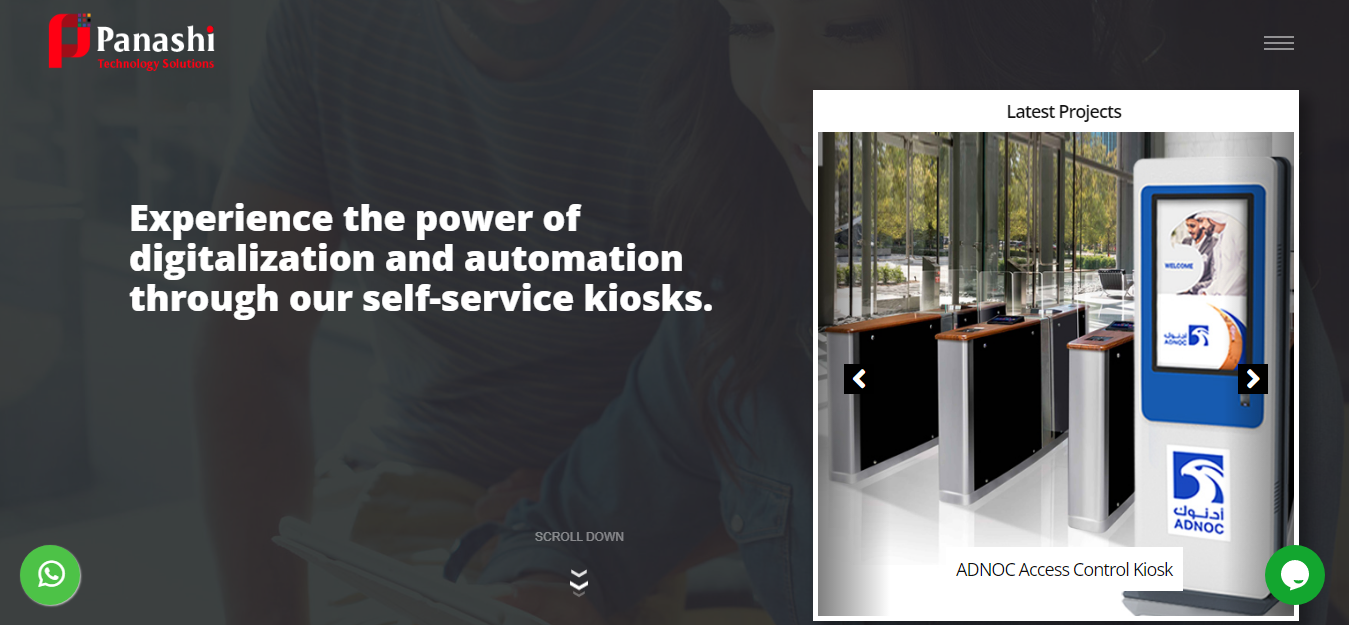 Panashi
Technology Solutions
Latest Projects
Experience the power of
digitalization and automation
through our self-service kiosks.
WELCOME
أدنوك
ADNOC
أدنوك
ADNOC
SCROLL DOWN
ADNOC Access Control Kiosk